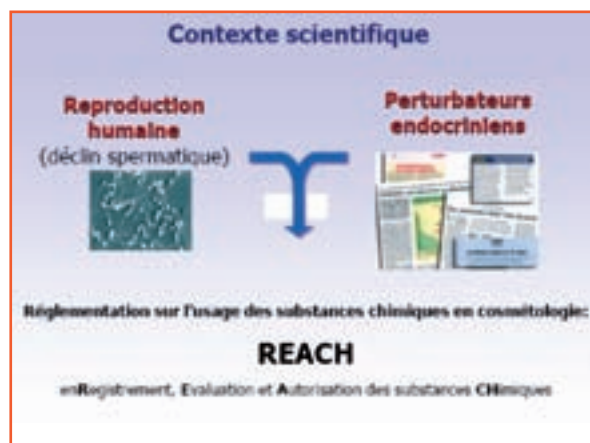 Contexte scientifique
Reproduction
humaine
(déclin spermatique)
Perturbateurs
endocriniens
Réglementation sur l'usage des substances chimiques en cosmétologie:
REACH
enRegistrement, Evaluation et Autorisation des substances CHimiques